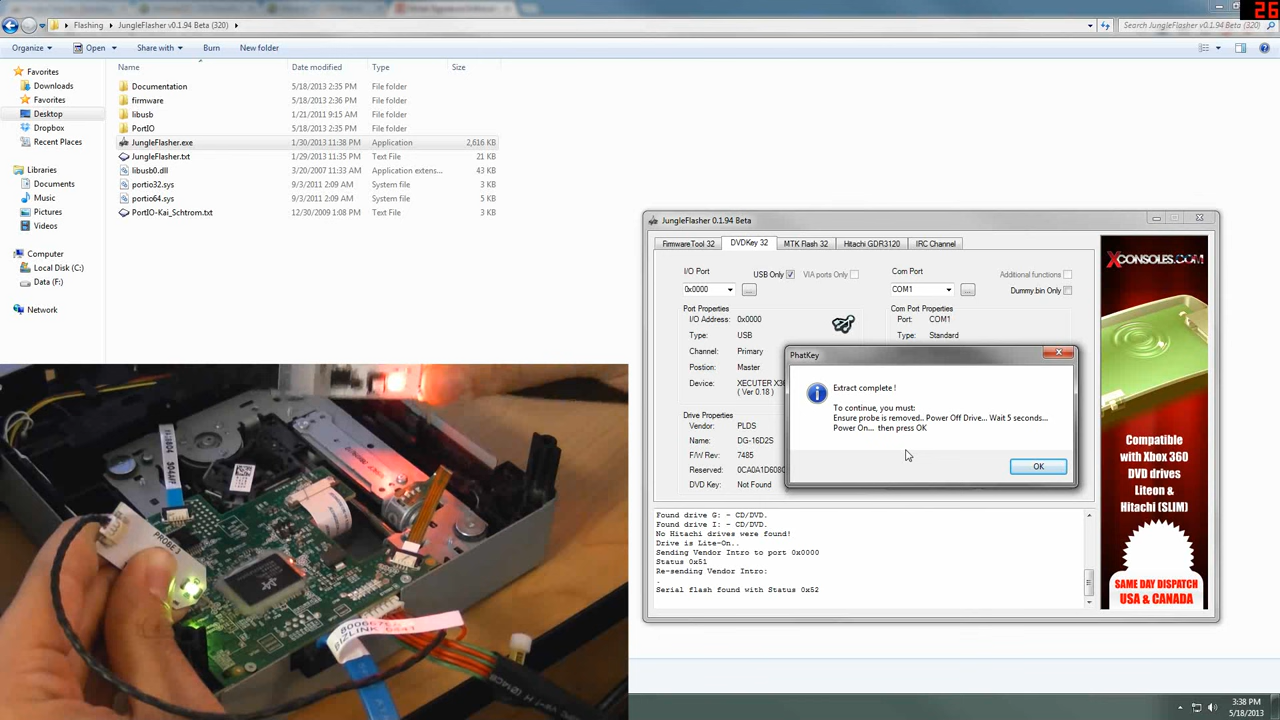 26
Flashing ▸ JungleFlasher v0.1.94 Beta (320) ▸
Search JungleFlasher v0.1.94 Beta (320)
Organize ▾ Open ▾ Share with ▾ Burn New folder
Name Date modified Type Size
Favorites
Downloads
Favorites
Desktop
Dropbox
Recent Places
Libraries
Documents
Music
Pictures
Videos
Computer
Local Disk (C:)
Data (F:)
Network
Documentation 5/18/2013 2:35 PM File folder
firmware 5/18/2013 2:36 PM File folder
libusb 1/21/2011 9:15 AM File folder
PortIO 5/18/2013 2:35 PM File folder
JungleFlasher.exe 1/30/2013 11:38 PM Application 2,616 KB
JungleFlasher.txt 1/29/2013 11:35 PM Text File 21 KB
libusb0.dll 3/20/2007 11:33 AM Application extens... 43 KB
portio32.sys 9/3/2011 2:09 AM System file 3 KB
portio64.sys 9/3/2011 2:09 AM System file 5 KB
PortIO-Kai_Schtrom.txt 12/30/2009 1:08 PM Text File 3 KB
JungleFlasher 0.1.94 Beta
FirmwareTool 32 DVDKey 32 MTK Flash 32 Hitachi GDR3120 IRC Channel
I/O Port USB Only VIA ports Only Com Port Additional functions
0x0000 ... COM1 ... Dummy.bin Only
Port Properties Com Port Properties
I/O Address: 0x0000 Port: COM1
Type: USB Type: Standard
Channel: Primary
Postion: Master
Device: XECUTER X3
( Ver 0.18 )
Drive Properties
Vendor: PLDS
Name: DG-16D2S
F/W Rev: 7485
Reserved: 0CA0A1D608C
DVD Key: Not Found
PhatKey
Extract complete !
To continue, you must:
Ensure probe is removed.. Power Off Drive... Wait 5 seconds...
Power On... then press OK
OK
Found drive G: - CD/DVD.
Found drive I: - CD/DVD.
No Hitachi drives were found!
Drive is Lite-On..
Sending Vendor Intro to port 0x0000
Status 0x51
Re-sending Vendor Intro:
.
Serial flash found with Status 0x52
XCONSOLES.COM
Compatible
with Xbox 360
DVD drives
Liteon &
Hitachi (SLIM)
SAME DAY DISPATCH
USA & CANADA
PROBE 3
BIZLINK
3:38 PM
5/18/2013